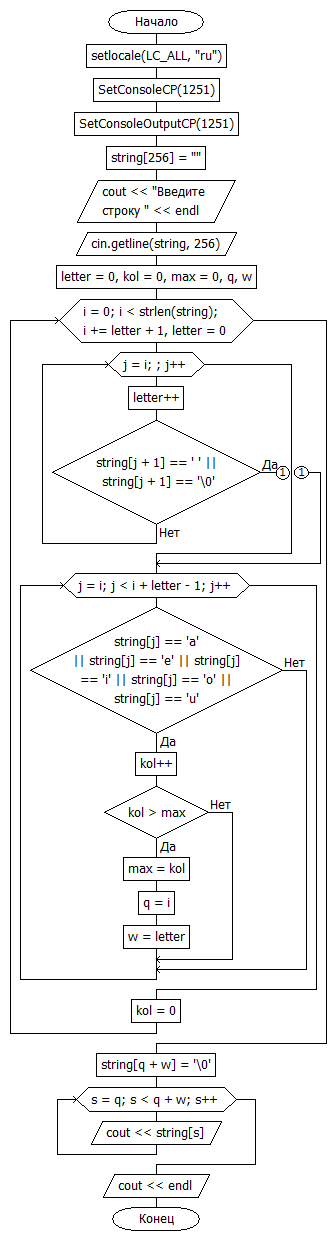 Начало
setlocale(LC_ALL, "ru")
SetConsoleCP(1251)
SetConsoleOutputCP(1251)
string[256] = ""
cout << "Введите
строку " << endl
cin.getline(string, 256)
letter = 0, kol = 0, max = 0, q, w
i = 0; i < strlen(string);
i += letter + 1, letter = 0
j = i; ; j++
letter++
string[j + 1] == ' ' ||
string[j + 1] == '\0'
Да
1
1
Нет
j = i; j < i + letter - 1; j++
string[j] == 'a'
|| string[j] == 'e' || string[j]
== 'i' || string[j] == 'o' ||
string[j] == 'u'
Нет
Да
kol++
kol > max
Нет
Да
max = kol
q = i
w = letter
kol = 0
string[q + w] = '\0'
s = q; s < q + w; s++
cout << string[s]
cout << endl
Конец